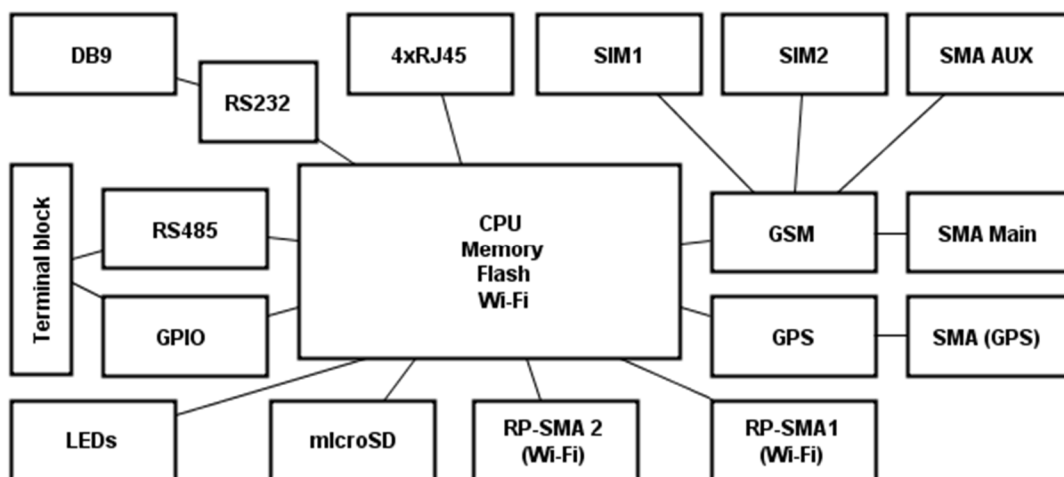 DB9
4xRJ45
SIM1
SIM2
SMA AUX
RS232
Terminal block
RS485
CPU
Memory
Flash
Wi-Fi
GSM
SMA Main
GPIO
GPS
SMA (GPS)
LEDs
mIcroSD
RP-SMA 2
(Wi-Fi)
RP-SMA1
(Wi-Fi)